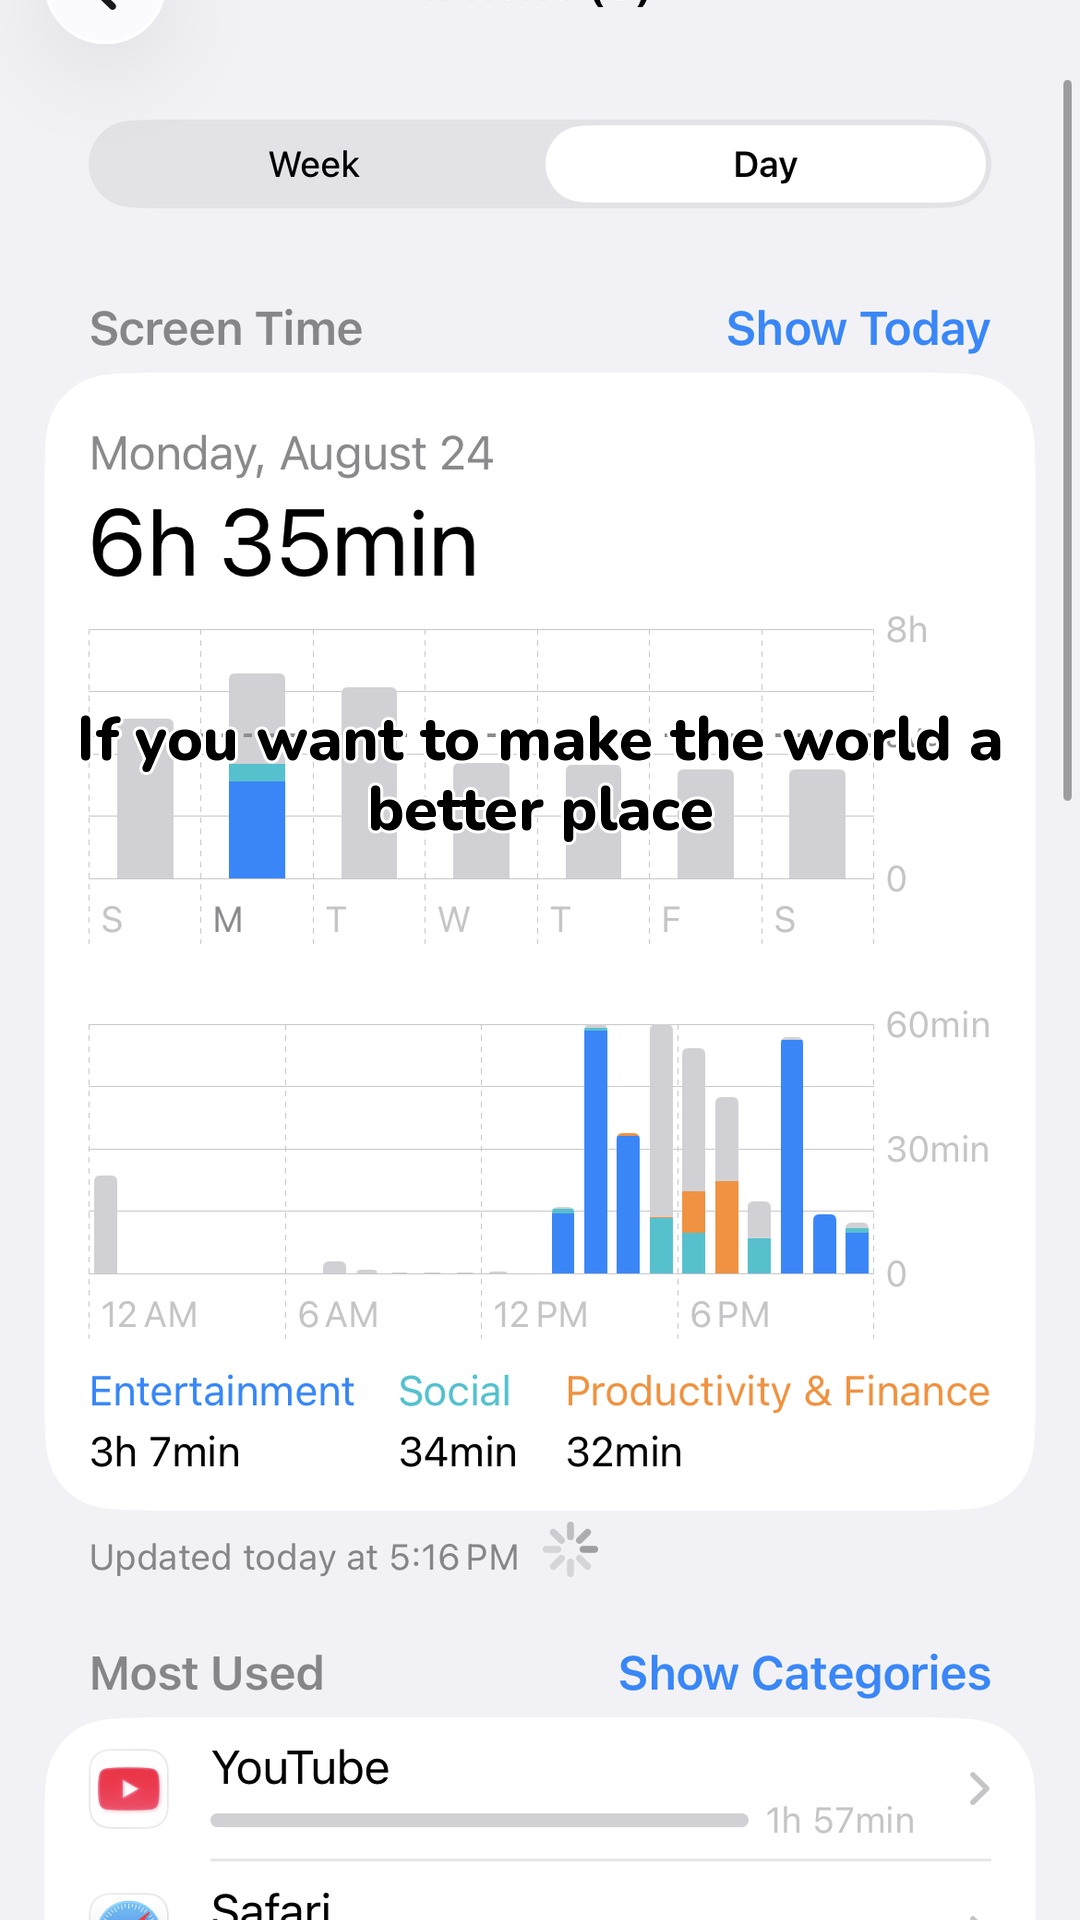 Week
Day
Screen Time
Show Today
Monday, August 24
6h 35min
8h
If you want to make the world a
better place
0
S M T W T F S
60min
30min
0
12 AM 6 AM 12 PM 6 PM
Entertainment Social Productivity & Finance
3h 7min 34min 32min
Updated today at 5:16 PM
Most Used
Show Categories
YouTube
1h 57min
Safari